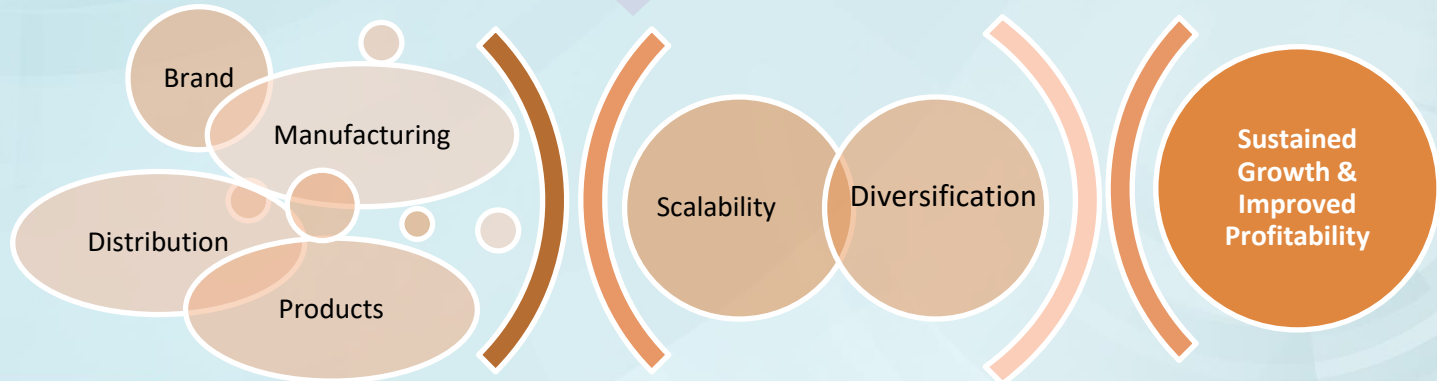 Brand
Manufacturing
Distribution
Products
Scalability
Diversification
Sustained
Growth &
Improved
Profitability